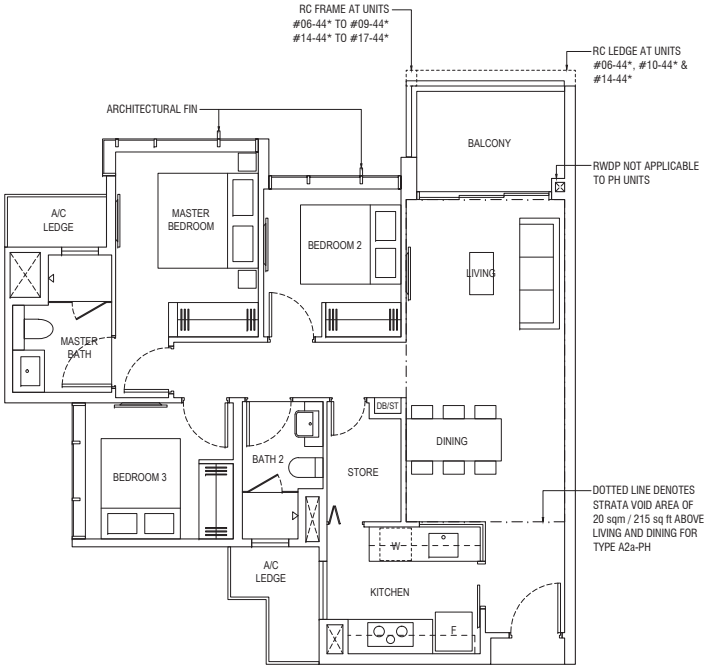 RC FRAME AT UNITS
#06-44* TO #09-44*
#14-44* TO #17-44*
RC LEDGE AT UNITS
#06-44*, #10-44* &
#14-44*
ARCHITECTURAL FIN
BALCONY
RWDP NOT APPLICABLE
TO PH UNITS
A/C
LEDGE
MASTER
BEDROOM
BEDROOM 2
LIVING
MASTER
BATH
DB/ST
DINING
BATH 2
STORE
BEDROOM 3
DOTTED LINE DENOTES
STRATA VOID AREA OF
20 sqm / 215 sq ft ABOVE
LIVING AND DINING FOR
TYPE A2a-PH
W
A/C
LEDGE
KITCHEN
F